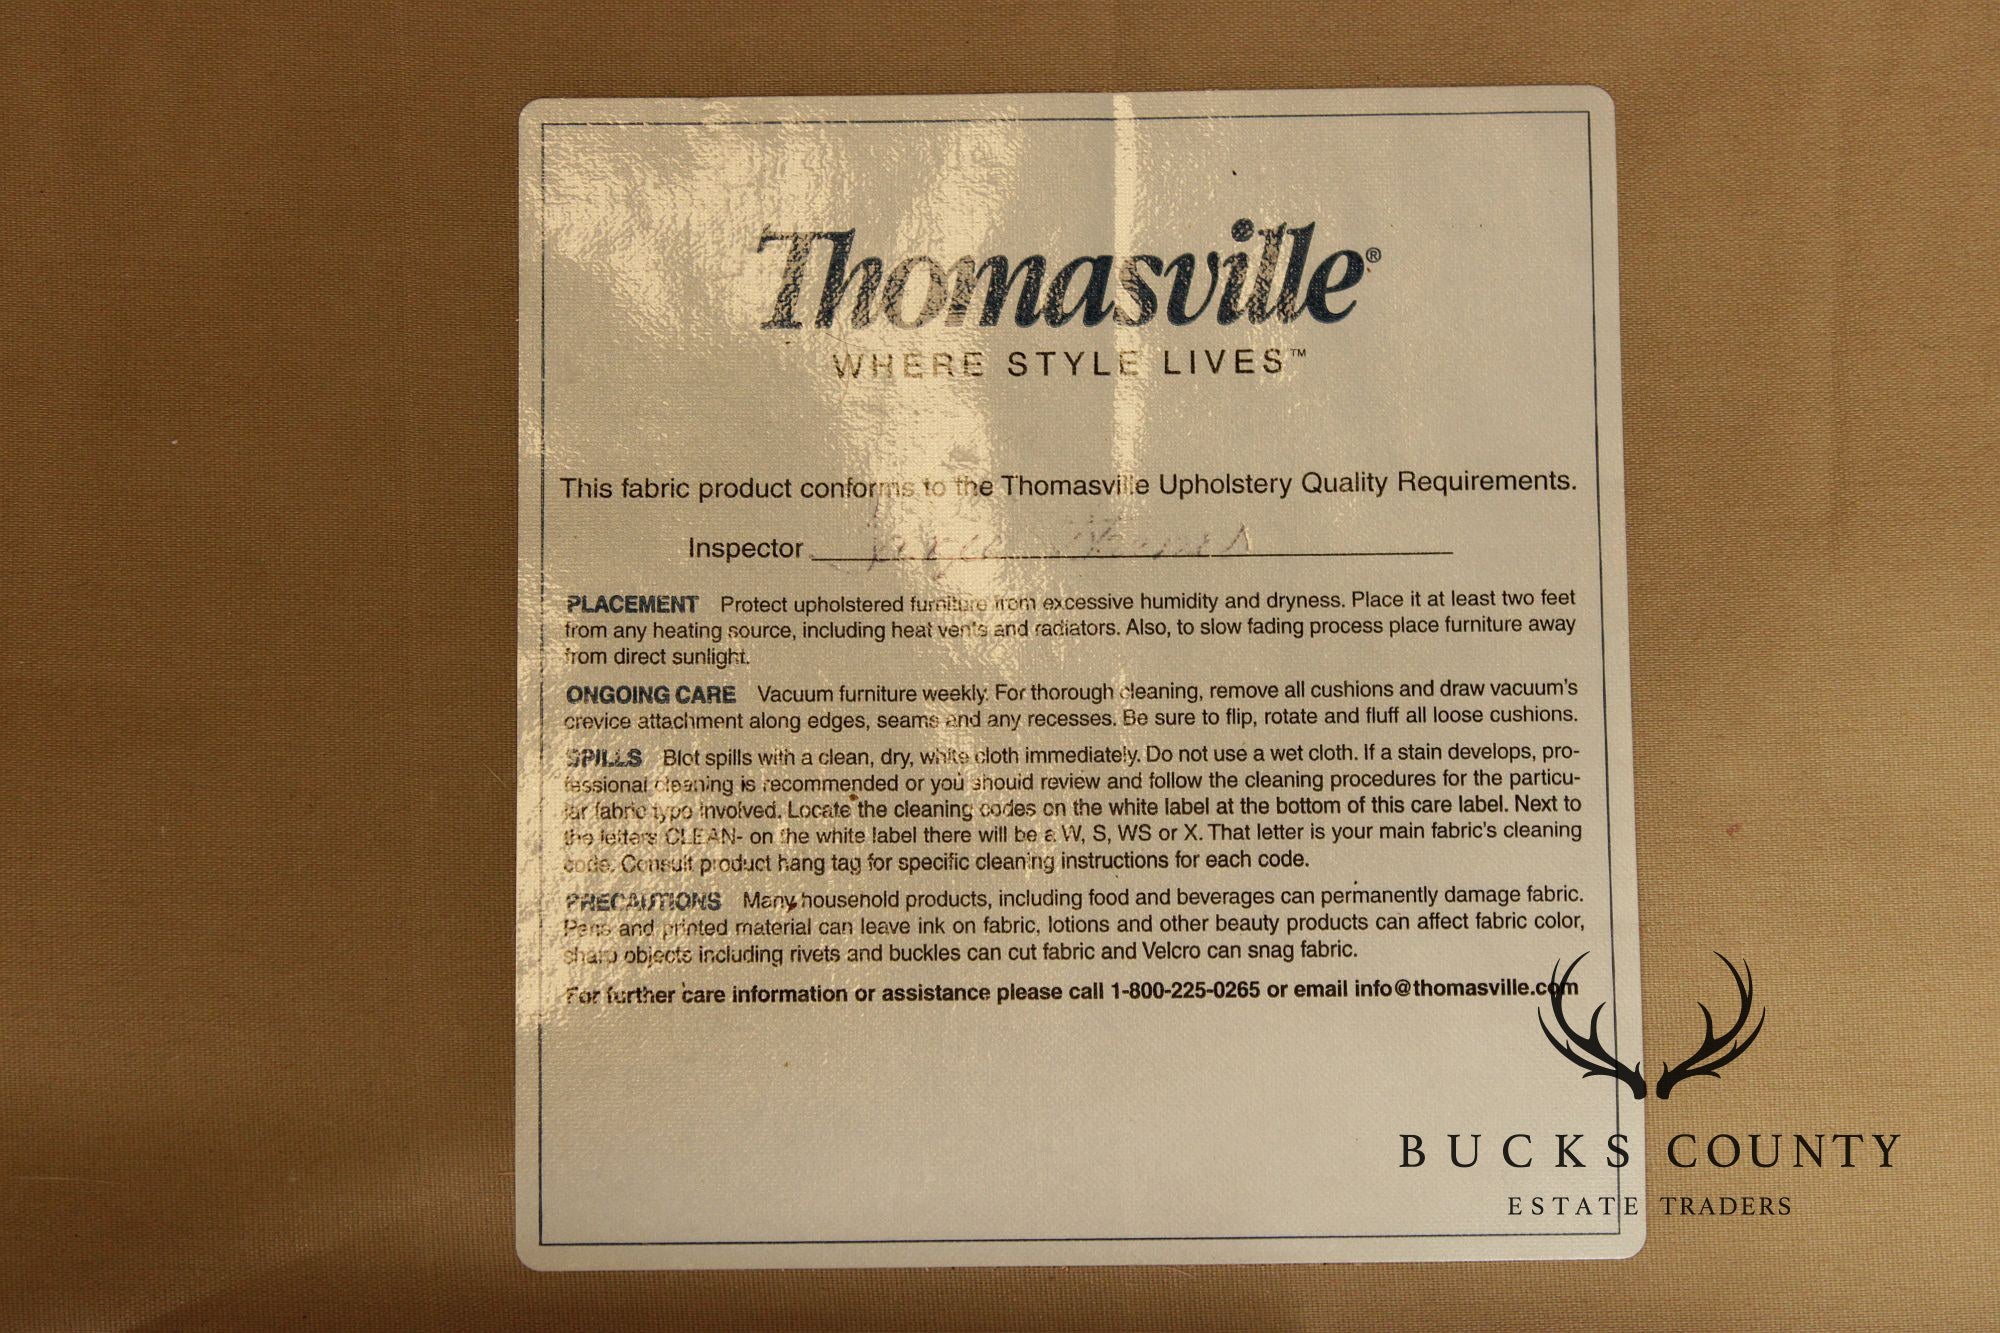 Thomasville®
WHERE STYLE LIVES™
This fabric product conforms to the Thomasville Upholstery Quality Requirements.
Inspector
PLACEMENT Protect upholstered furniture from excessive humidity and dryness. Place it at least two feet
from any heating source, including heat vents and radiators. Also, to slow fading process place furniture away
from direct sunlight.
ONGOING CARE Vacuum furniture weekly. For thorough cleaning, remove all cushions and draw vacuum's
crevice attachment along edges, seams and any recesses. Be sure to flip, rotate and fluff all loose cushions.
SPILLS Blot spills with a clean, dry, white cloth immediately. Do not use a wet cloth. If a stain develops, pro-
fessional cleaning is recommended or you should review and follow the cleaning procedures for the particu-
lar fabric type involved. Locate the cleaning codes on the white label at the bottom of this care label. Next to
the letters CLEAN- on the white label there will be a W, S, WS or X. That letter is your main fabric's cleaning
code. Consult product hang tag for specific cleaning instructions for each code.
PRECAUTIONS Many household products, including food and beverages can permanently damage fabric.
Pens and printed material can leave ink on fabric, lotions and other beauty products can affect fabric color,
sharp objects including rivets and buckles can cut fabric and Velcro can snag fabric.
For further care information or assistance please call 1-800-225-0265 or email info@thomasville.com
BUCKS COUNTY
ESTATE TRADERS